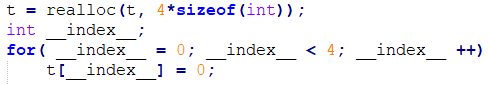 t = realloc(t, 4*sizeof(int));
int __index__;
for( __index__ = 0; __index__ < 4; __index__ ++)
    t[__index__] = 0;